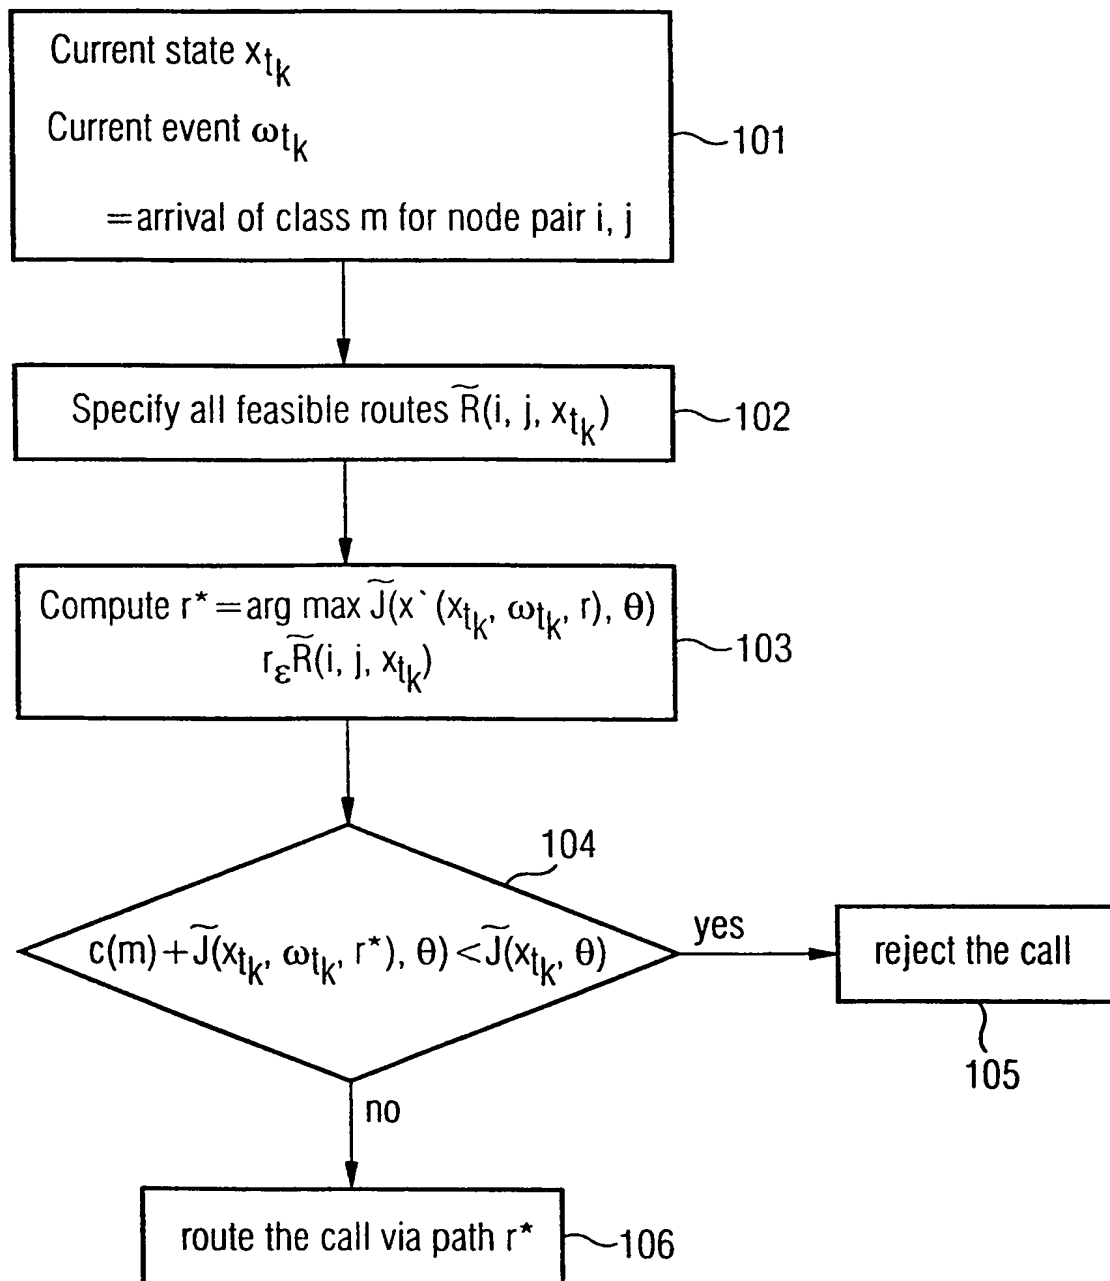 Current state x_{t_k}
Current event ω_{t_k}
=arrival of class m for node pair i, j
101
Specify all feasible routes R̃(i, j, x_{t_k})
102
Compute r*=arg max J̃(x`(x_{t_k}, ω_{t_k}, r), θ)
r_ε R̃(i, j, x_{t_k})
103
104
c(m)+J̃(x_{t_k}, ω_{t_k}, r*), θ)<J̃(x_{t_k}, θ)
yes
reject the call
105
no
route the call via path r*
106